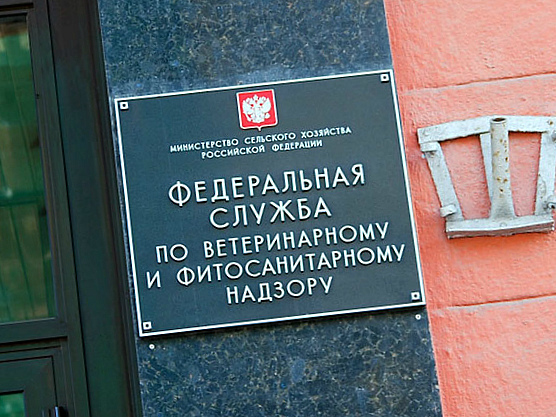 МИНИСТЕРСТВО СЕЛЬСКОГО ХОЗЯЙСТВА
РОССИЙСКОЙ ФЕДЕРАЦИИ
ФЕДЕРАЛЬНАЯ
СЛУЖБА
ПО ВЕТЕРИНАРНОМУ
И ФИТОСАНИТАРНОМУ
НАДЗОРУ